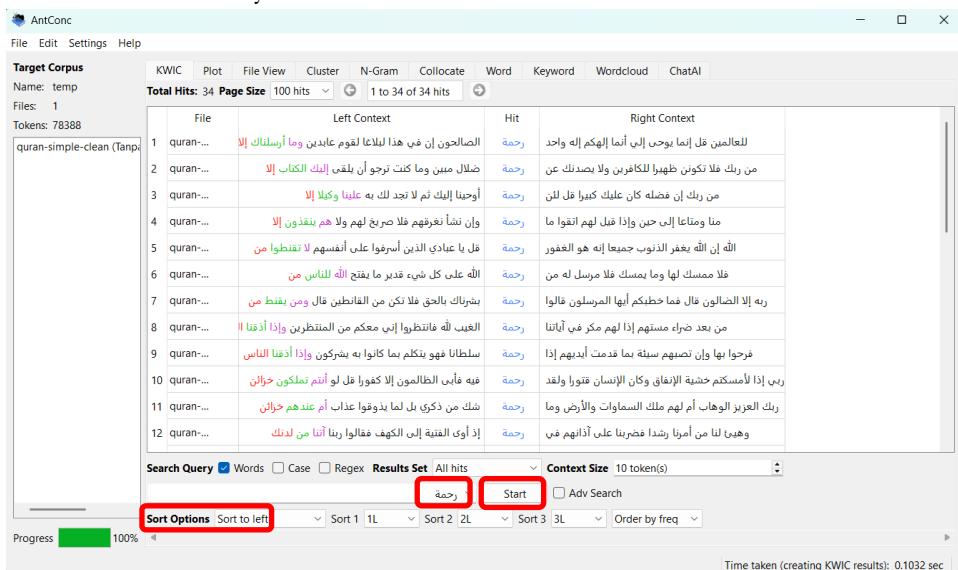 AntConc
File Edit Settings Help
Target Corpus
Name: temp
Files: 1
Tokens: 78388
quran-simple-clean (Tanpa
Progress 100%
KWIC Plot File View Cluster N-Gram Collocate Word Keyword Wordcloud ChatAI
Total Hits: 34 Page Size 100 hits 1 to 34 of 34 hits
File Left Context Hit Right Context
1 quran-... الصالحون إن في هذا لبلاغا لقوم عابدين وما أرسلناك إلا رحمة للعالمين قل إنما يوحى إلي أنما إلهكم إله واحد
2 quran-... ضلال مبين وما كنت ترجو أن يلقى إليك الكتاب إلا رحمة من ربك فلا تكونن ظهيرا للكافرين ولا يصدنك عن
3 quran-... أوحينا إليك ثم لا تجد لك به علينا وكيلا إلا رحمة من ربك إن فضله كان عليك كبيرا قل لئن
4 quran-... وإن نشأ نغرقهم فلا صريخ لهم ولا هم ينقذون إلا رحمة منا ومتاعا إلى حين وإذا قيل لهم اتقوا ما
5 quran-... قل يا عبادي الذين أسرفوا على أنفسهم لا تقنطوا من رحمة الله إن الله يغفر الذنوب جميعا إنه هو الغفور
6 quran-... الله على كل شيء قدير ما يفتح الله للناس من رحمة فلا ممسك لها وما يمسك فلا مرسل له من
7 quran-... بشرناك بالحق فلا تكن من القانطين قال ومن يقنط من رحمة ربه إلا الضالون قال فما خطبكم أيها المرسلون قالوا
8 quran-... الغيب لله فانتظروا إني معكم من المنتظرين وإذا أذقنا ال رحمة من بعد ضراء مستهم إذا لهم مكر في آياتنا
9 quran-... سلطانا فهو يتكلم بما كانوا به يشركون وإذا أذقنا الناس رحمة فرحوا بها وإن تصبهم سيئة بما قدمت أيديهم إذا
10 quran-... فيه فأبى الظالمون إلا كفورا قل لو أنتم تملكون خزائن رحمة ربي إذا لأمسكتم خشية الإنفاق وكان الإنسان قتورا ولقد
11 quran-... شك من ذكري بل لما يذوقوا عذاب أم عندهم خزائن رحمة ربك العزيز الوهاب أم لهم ملك السماوات والأرض وما
12 quran-... إذ أوى الفتية إلى الكهف فقالوا ربنا آتنا من لدنك رحمة وهيئ لنا من أمرنا رشدا فضربنا على آذانهم في
Search Query Words Case Regex Results Set All hits Context Size 10 token(s)
رحمة Start Adv Search
Sort Options Sort to left Sort 1 1L Sort 2 2L Sort 3 3L Order by freq
Time taken (creating KWIC results): 0.1032 sec